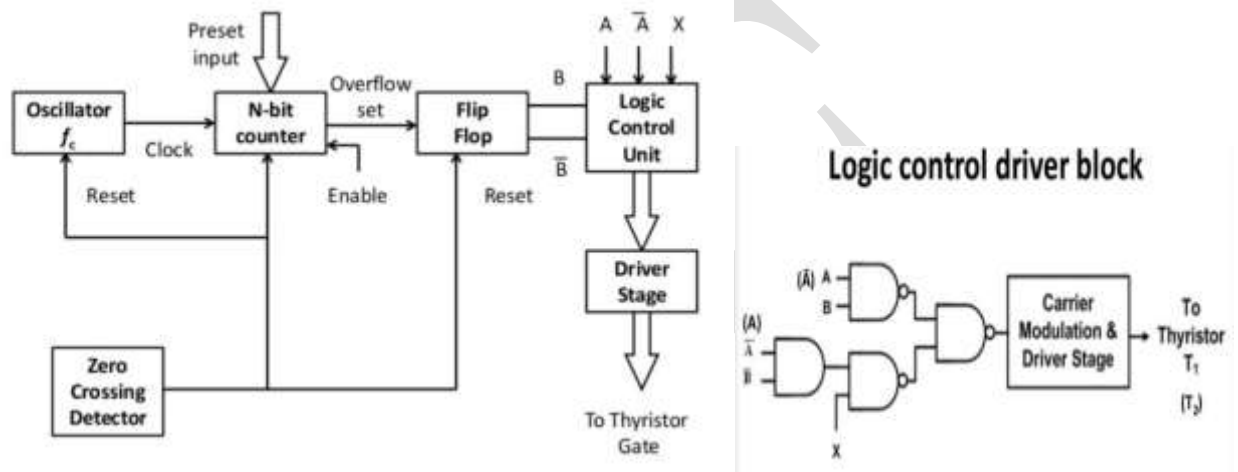 Preset
input
A Ā X
Oscillator
fc
Clock
N-bit
counter
Overflow
set
Flip
Flop
B
B̅
Logic
Control
Unit
Reset
Enable
Reset
Driver
Stage
Zero
Crossing
Detector
To Thyristor
Gate
Logic control driver block
(Ā) A
B
(A)
Ā
B̅
X
Carrier
Modulation &
Driver Stage
To
Thyristor
T₁
(T₂)